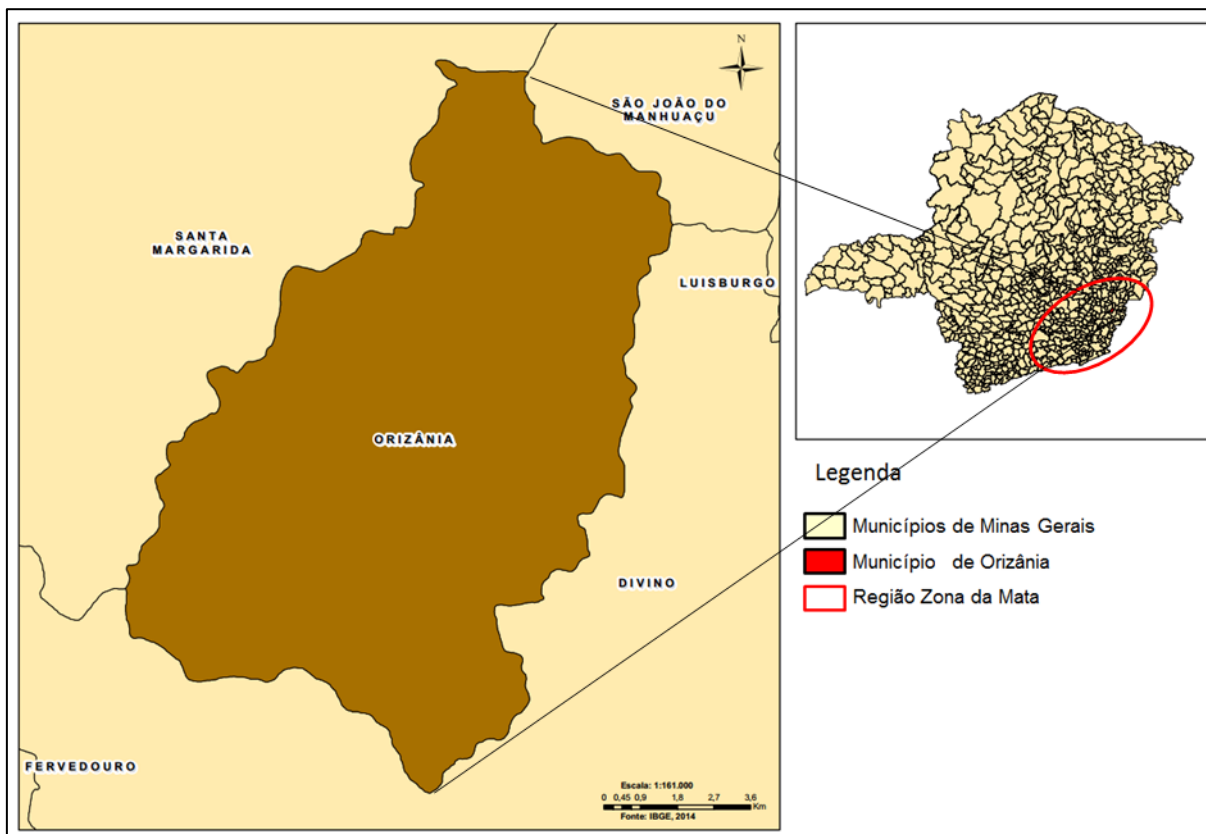 N
SÃO JOÃO DO
MANHUAÇU
SANTA
MARGARIDA
LUISBURGO
ORIZÂNIA
DIVINO
FERVEDOURO
Escala: 1:161.000
0 0,45 0,9 1,8 2,7 3,6
Km
Fonte: IBGE, 2014
Legenda
Municípios de Minas Gerais
Município de Orizânia
Região Zona da Mata